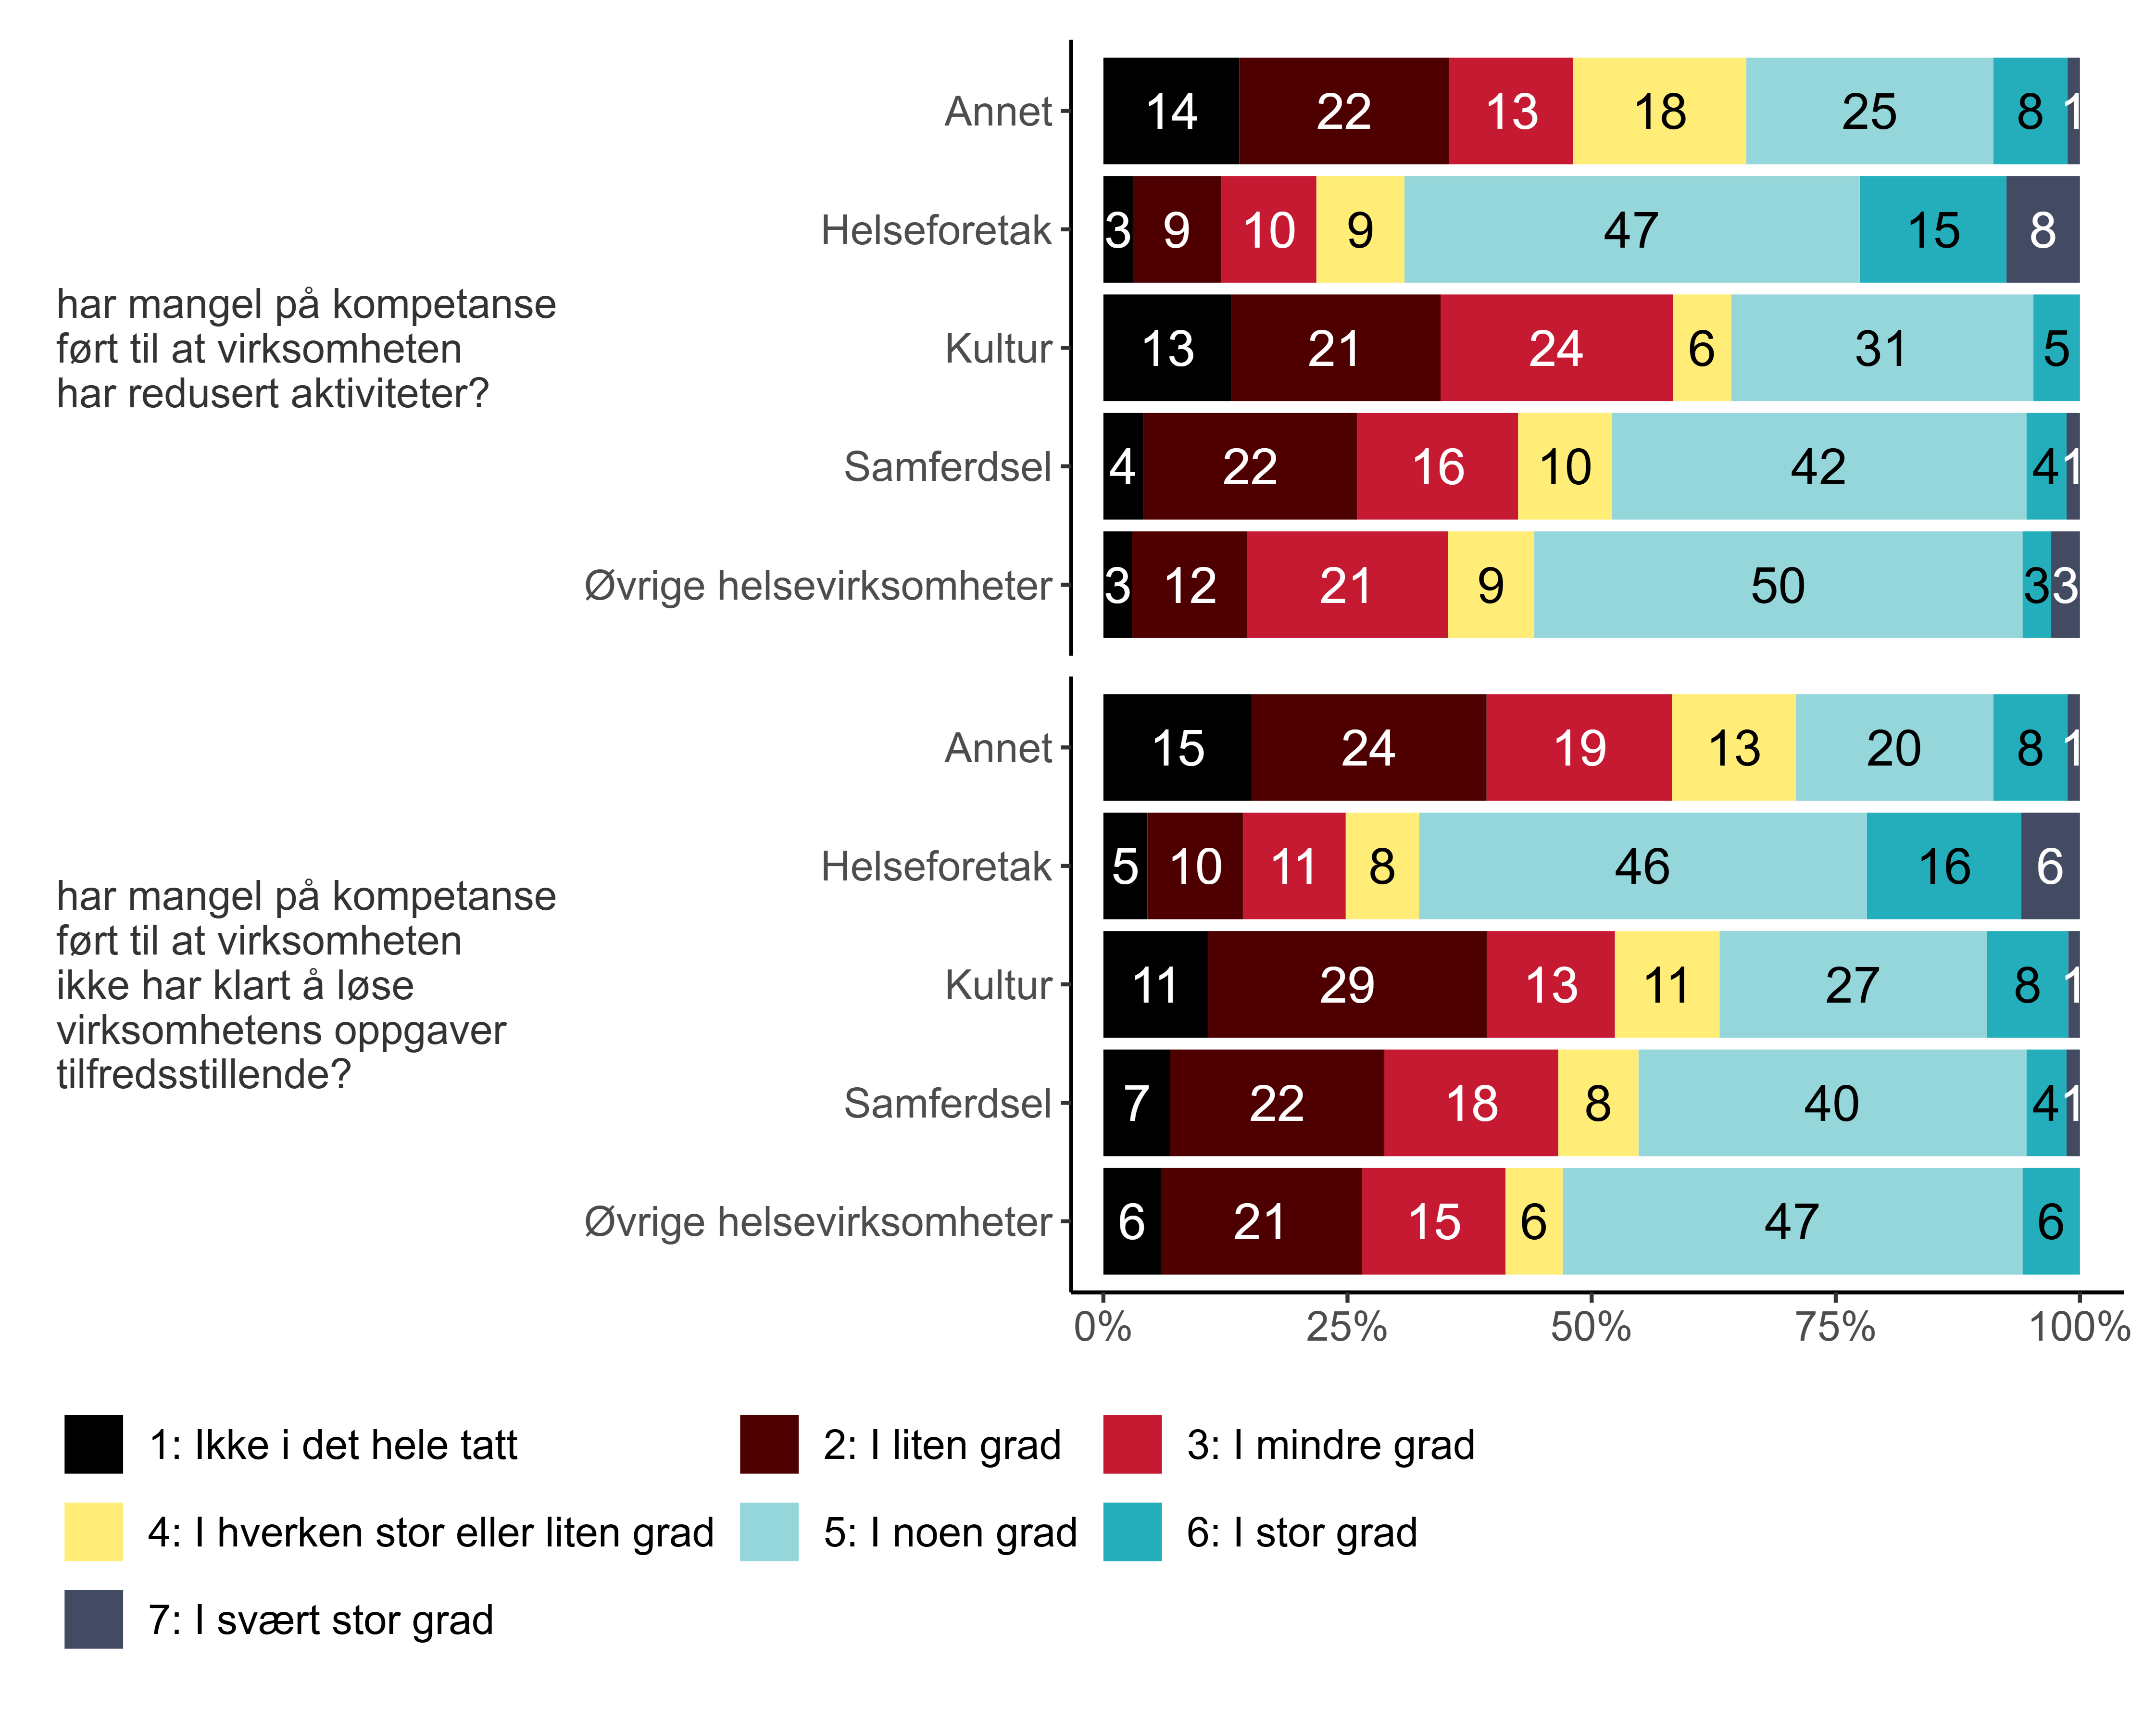 Annet 14 22 13 18 25 8 1
Helseforetak 3 9 10 9 47 15 8
har mangel på kompetanse
ført til at virksomheten
har redusert aktiviteter?
Kultur 13 21 24 6 31 5
Samferdsel 4 22 16 10 42 4 1
Øvrige helsevirksomheter 3 12 21 9 50 3 3
Annet 15 24 19 13 20 8 1
Helseforetak 5 10 11 8 46 16 6
har mangel på kompetanse
ført til at virksomheten
ikke har klart å løse
virksomhetens oppgaver
tilfredsstillende?
Kultur 11 29 13 11 27 8 1
Samferdsel 7 22 18 8 40 4 1
Øvrige helsevirksomheter 6 21 15 6 47 6
0% 25% 50% 75% 100%
1: Ikke i det hele tatt 2: I liten grad 3: I mindre grad
4: I hverken stor eller liten grad 5: I noen grad 6: I stor grad
7: I svært stor grad